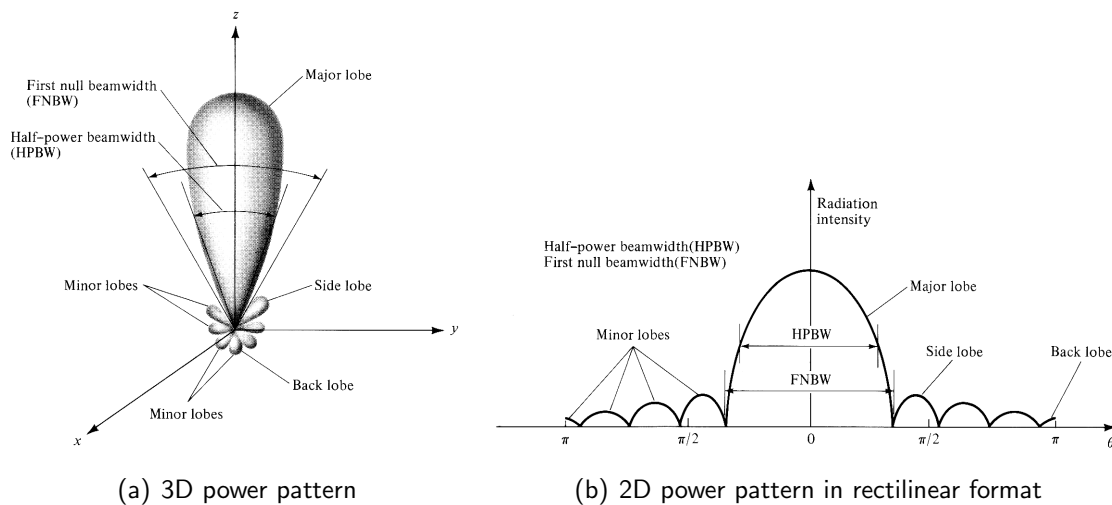 z
Major lobe
First null beamwidth
(FNBW)
Half–power beamwidth
(HPBW)
Minor lobes
Side lobe
y
Back lobe
Minor lobes
x
(a) 3D power pattern
Radiation
intensity
Half-power beamwidth(HPBW)
First null beamwidth(FNBW)
Major lobe
Minor lobes
HPBW
Side lobe
Back lobe
FNBW
π
π/2
0
π/2
π
θ
(b) 2D power pattern in rectilinear format